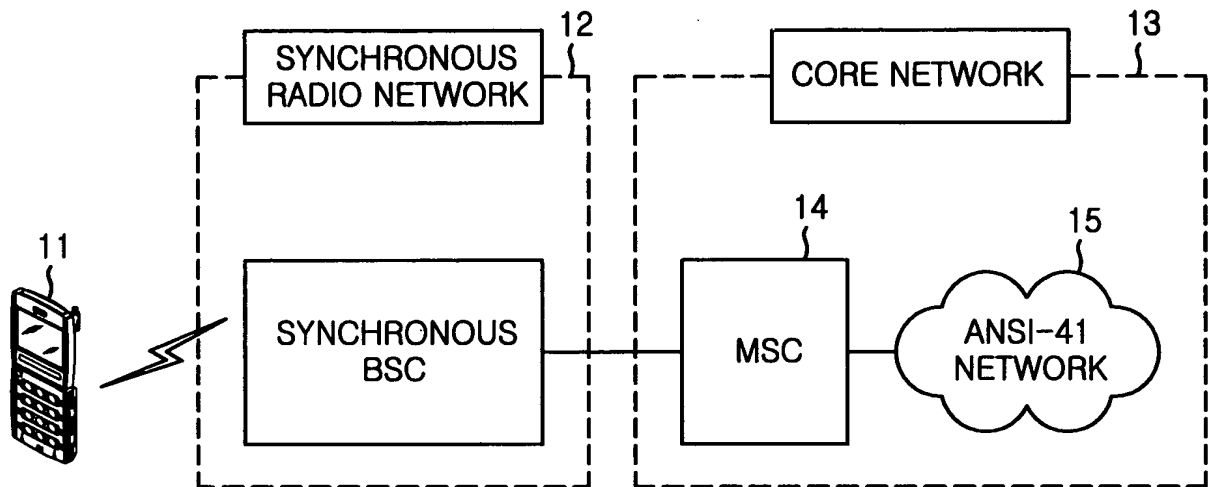 12
SYNCHRONOUS
RADIO NETWORK
13
CORE NETWORK
11
SYNCHRONOUS
BSC
14
MSC
15
ANSI-41
NETWORK